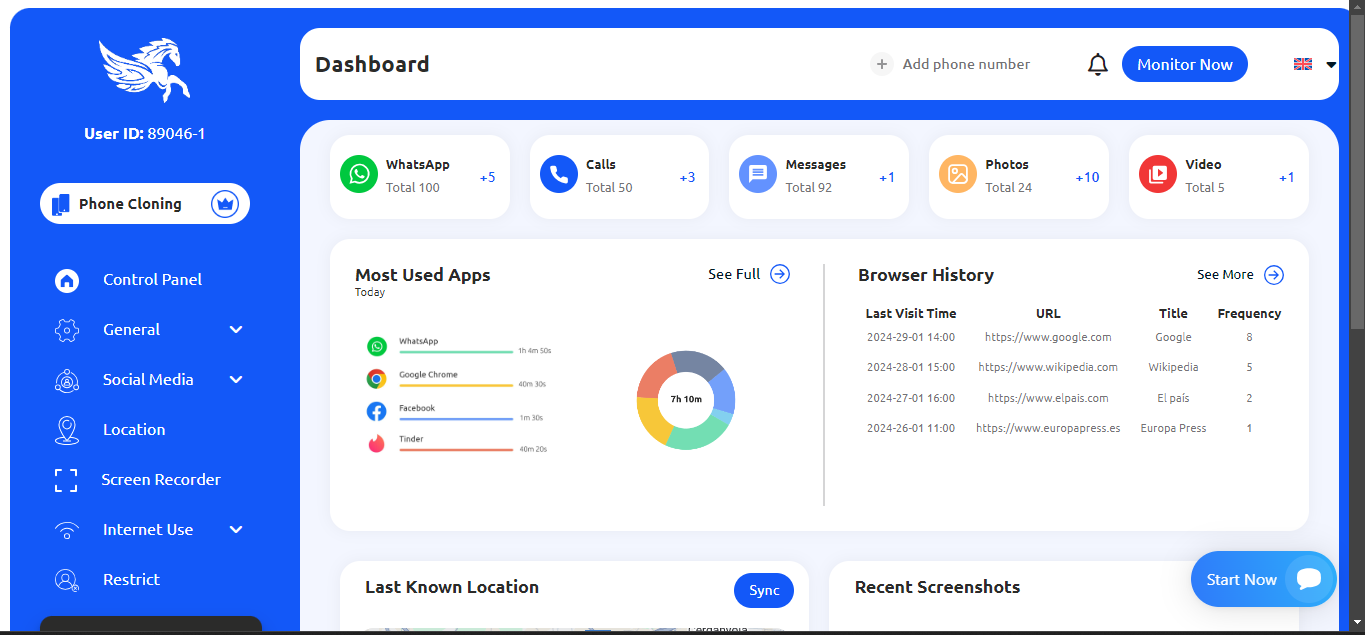 Dashboard
Add phone number
Monitor Now
User ID: 89046-1
Phone Cloning
Control Panel
General
Social Media
Location
Screen Recorder
Internet Use
Restrict
WhatsApp
Total 100
+5
Calls
Total 50
+3
Messages
Total 92
+1
Photos
Total 24
+10
Video
Total 5
+1
Most Used Apps
Today
See Full
WhatsApp
1h 4m 50s
Google Chrome
40m 30s
Facebook
1m 30s
Tinder
40m 20s
7h 10m
Browser History
See More
Last Visit Time URL Title Frequency
2024-29-01 14:00 https://www.google.com Google 8
2024-28-01 15:00 https://www.wikipedia.com Wikipedia 5
2024-27-01 16:00 https://www.elpais.com El país 2
2024-26-01 11:00 https://www.europapress.es Europa Press 1
Last Known Location
Sync
Recent Screenshots
Start Now